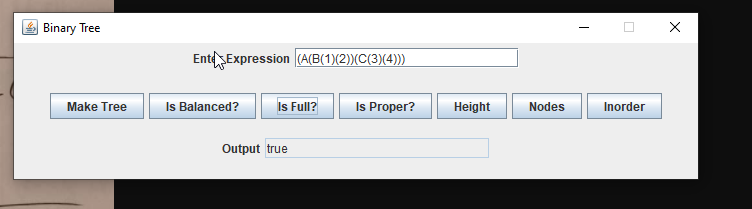 Binary Tree
Enter Expression (A(B(1)(2))(C(3)(4)))
Make Tree Is Balanced? Is Full? Is Proper? Height Nodes Inorder
Output true